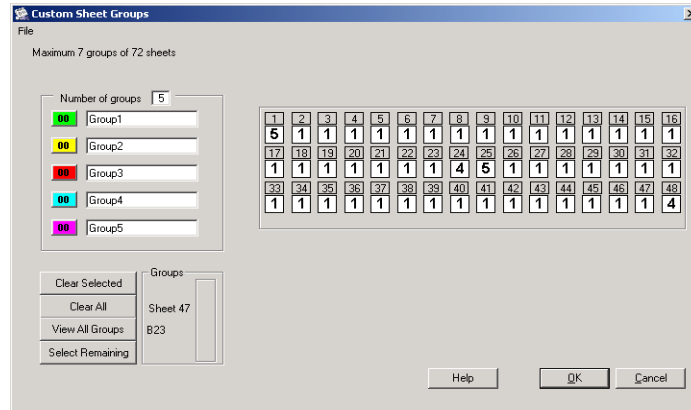 Custom Sheet Groups
File
Maximum 7 groups of 72 sheets
Number of groups 5
00 Group1
00 Group2
00 Group3
00 Group4
00 Group5
1 2 3 4 5 6 7 8 9 10 11 12 13 14 15 16
5 1 1 1 1 1 1 1 1 1 1 1 1 1 1 1
17 18 19 20 21 22 23 24 25 26 27 28 29 30 31 32
1 1 1 1 1 1 1 4 5 1 1 1 1 1 1 1
33 34 35 36 37 38 39 40 41 42 43 44 45 46 47 48
1 1 1 1 1 1 1 1 1 1 1 1 1 1 1 4
Clear Selected
Clear All
View All Groups
Select Remaining
Groups
Sheet 47
B23
Help OK Cancel